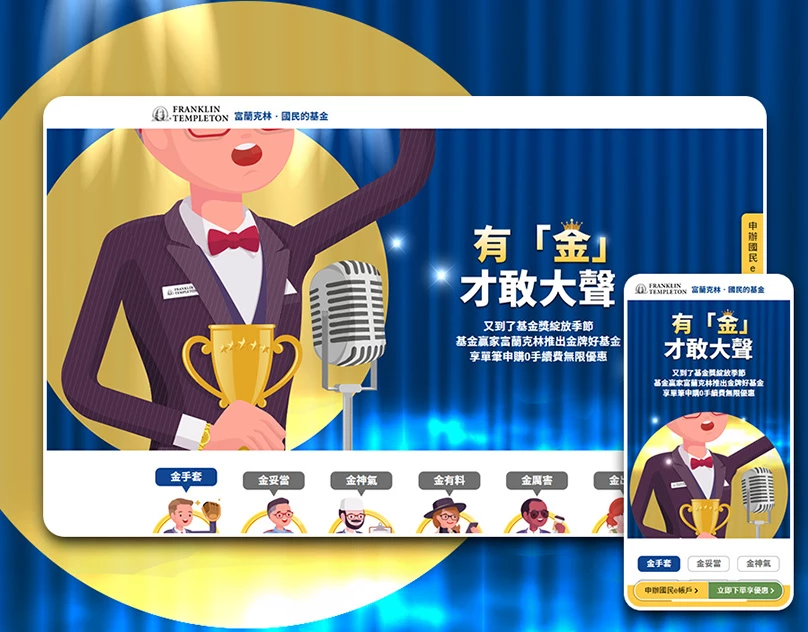 FRANKLIN
TEMPLETON 富蘭克林・國民的基金
有「金」
才敢大聲
又到了基金獎綻放季節
基金贏家富蘭克林推出金牌好基金
享單筆申購0手續費無限優惠
申辦國民e
FRANKLIN
TEMPLETON
金手套
金妥當
金神氣
金有料
金厲害
FRANKLIN
TEMPLETON 富蘭克林・國民的基金
有「金」
才敢大聲
又到了基金獎綻放季節
基金贏家富蘭克林推出金牌好基金
享單筆申購0手續費無限優惠
金手套
金妥當
金神氣
申辦國民e帳戶
立即下單享優惠